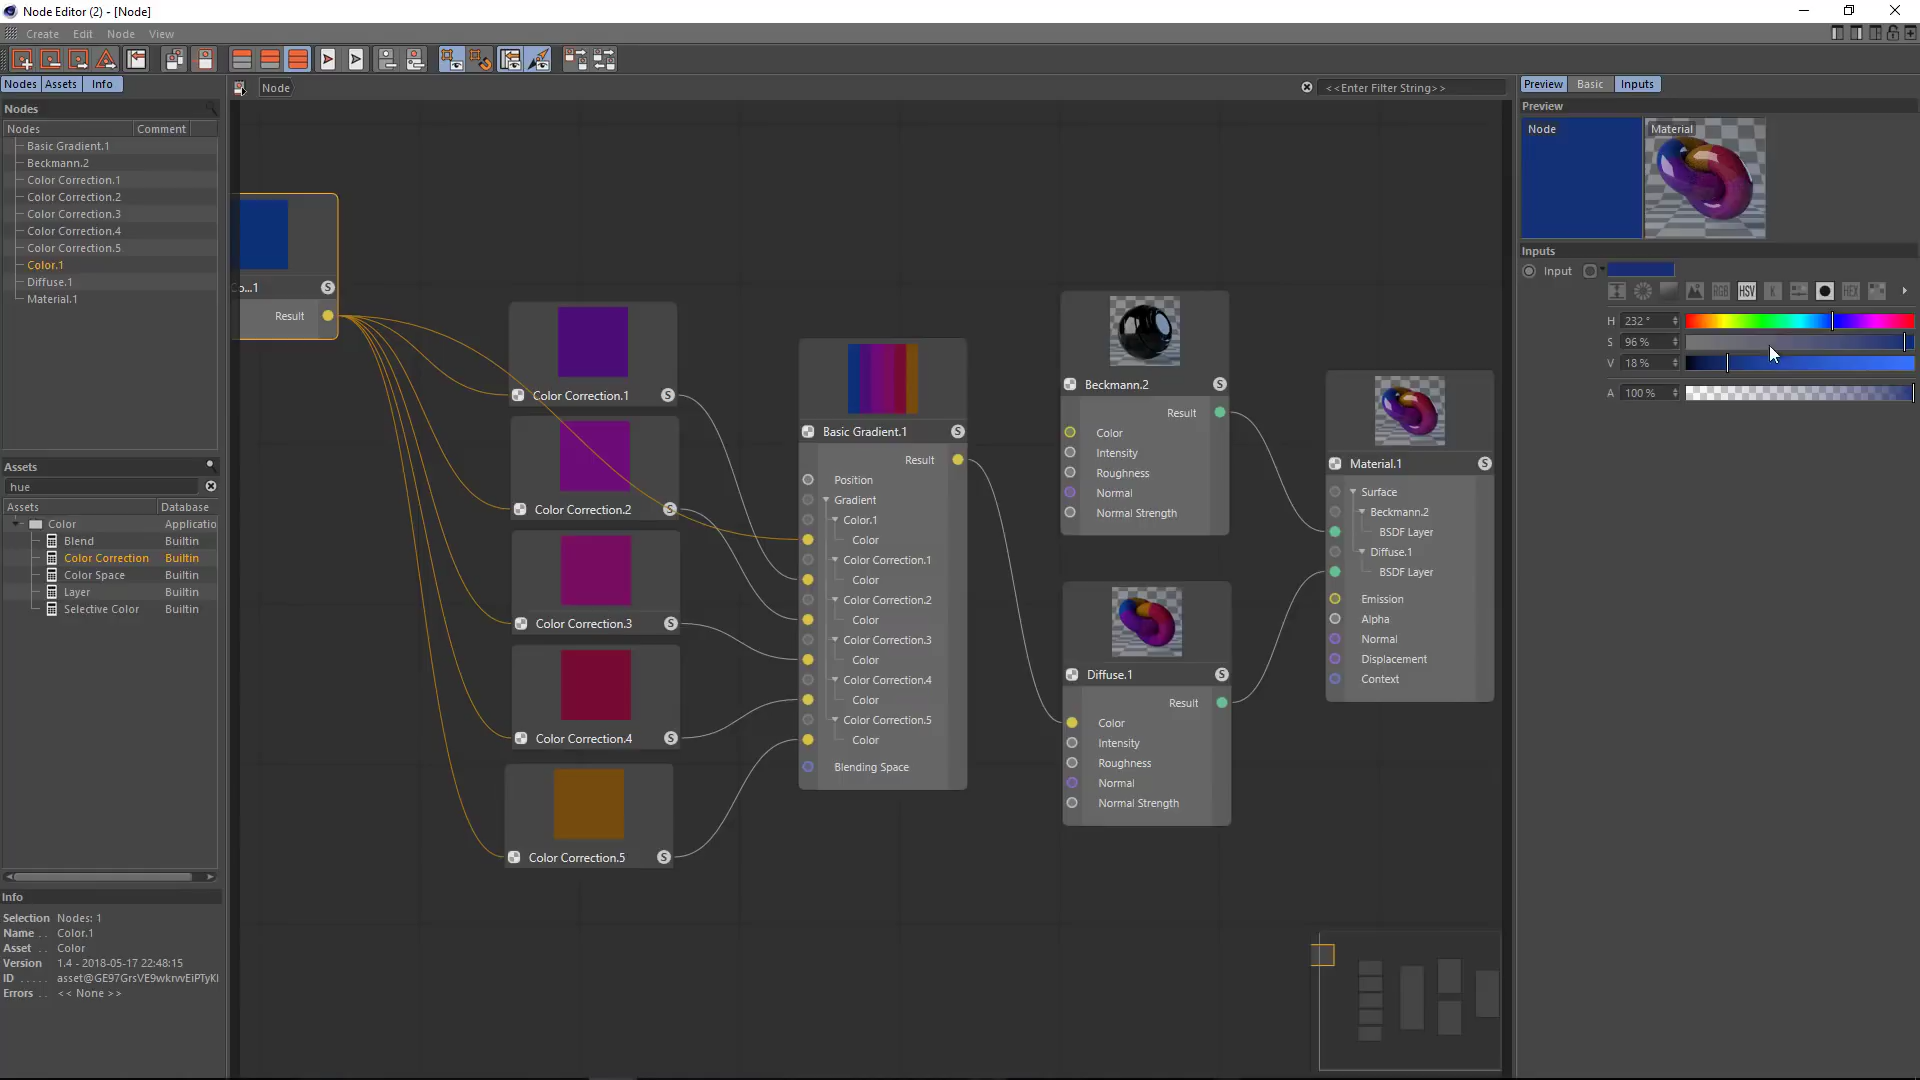 Node Editor (2) - [Node]
Create Edit Node View
Nodes Assets Info
Node
<<Enter Filter String>>
Preview Basic Inputs
Nodes
Nodes Comment
Basic Gradient.1
Beckmann.2
Color Correction.1
Color Correction.2
Color Correction.3
Color Correction.4
Color Correction.5
Color.1
Diffuse.1
Material.1
Assets
hue
Assets Database
Color Applicatio
Blend Builtin
Color Correction Builtin
Color Space Builtin
Layer Builtin
Selective Color Builtin
Info
Selection Nodes: 1
Name . . Color.1
Asset . . Color
Version 1.4 - 2018-05-17 22:48:15
ID . . . . .
Errors . . << None >>
Co...1 S
Result
Color Correction.1 S
Color Correction.2 S
Color Correction.3 S
Color Correction.4 S
Color Correction.5 S
Basic Gradient.1 S
Result
Position
Gradient
Color.1
Color
Color Correction.1
Color
Color Correction.2
Color
Color Correction.3
Color
Color Correction.4
Color
Color Correction.5
Color
Blending Space
Beckmann.2 S
Result
Color
Intensity
Roughness
Normal
Normal Strength
Diffuse.1 S
Result
Color
Intensity
Roughness
Normal
Normal Strength
Material.1 S
Surface
Beckmann.2
BSDF Layer
Diffuse.1
BSDF Layer
Emission
Alpha
Normal
Displacement
Context
Preview
Node Material
Inputs
Input
RGB HSV K HEX
H 232 °
S 96 %
V 18 %
A 100 %